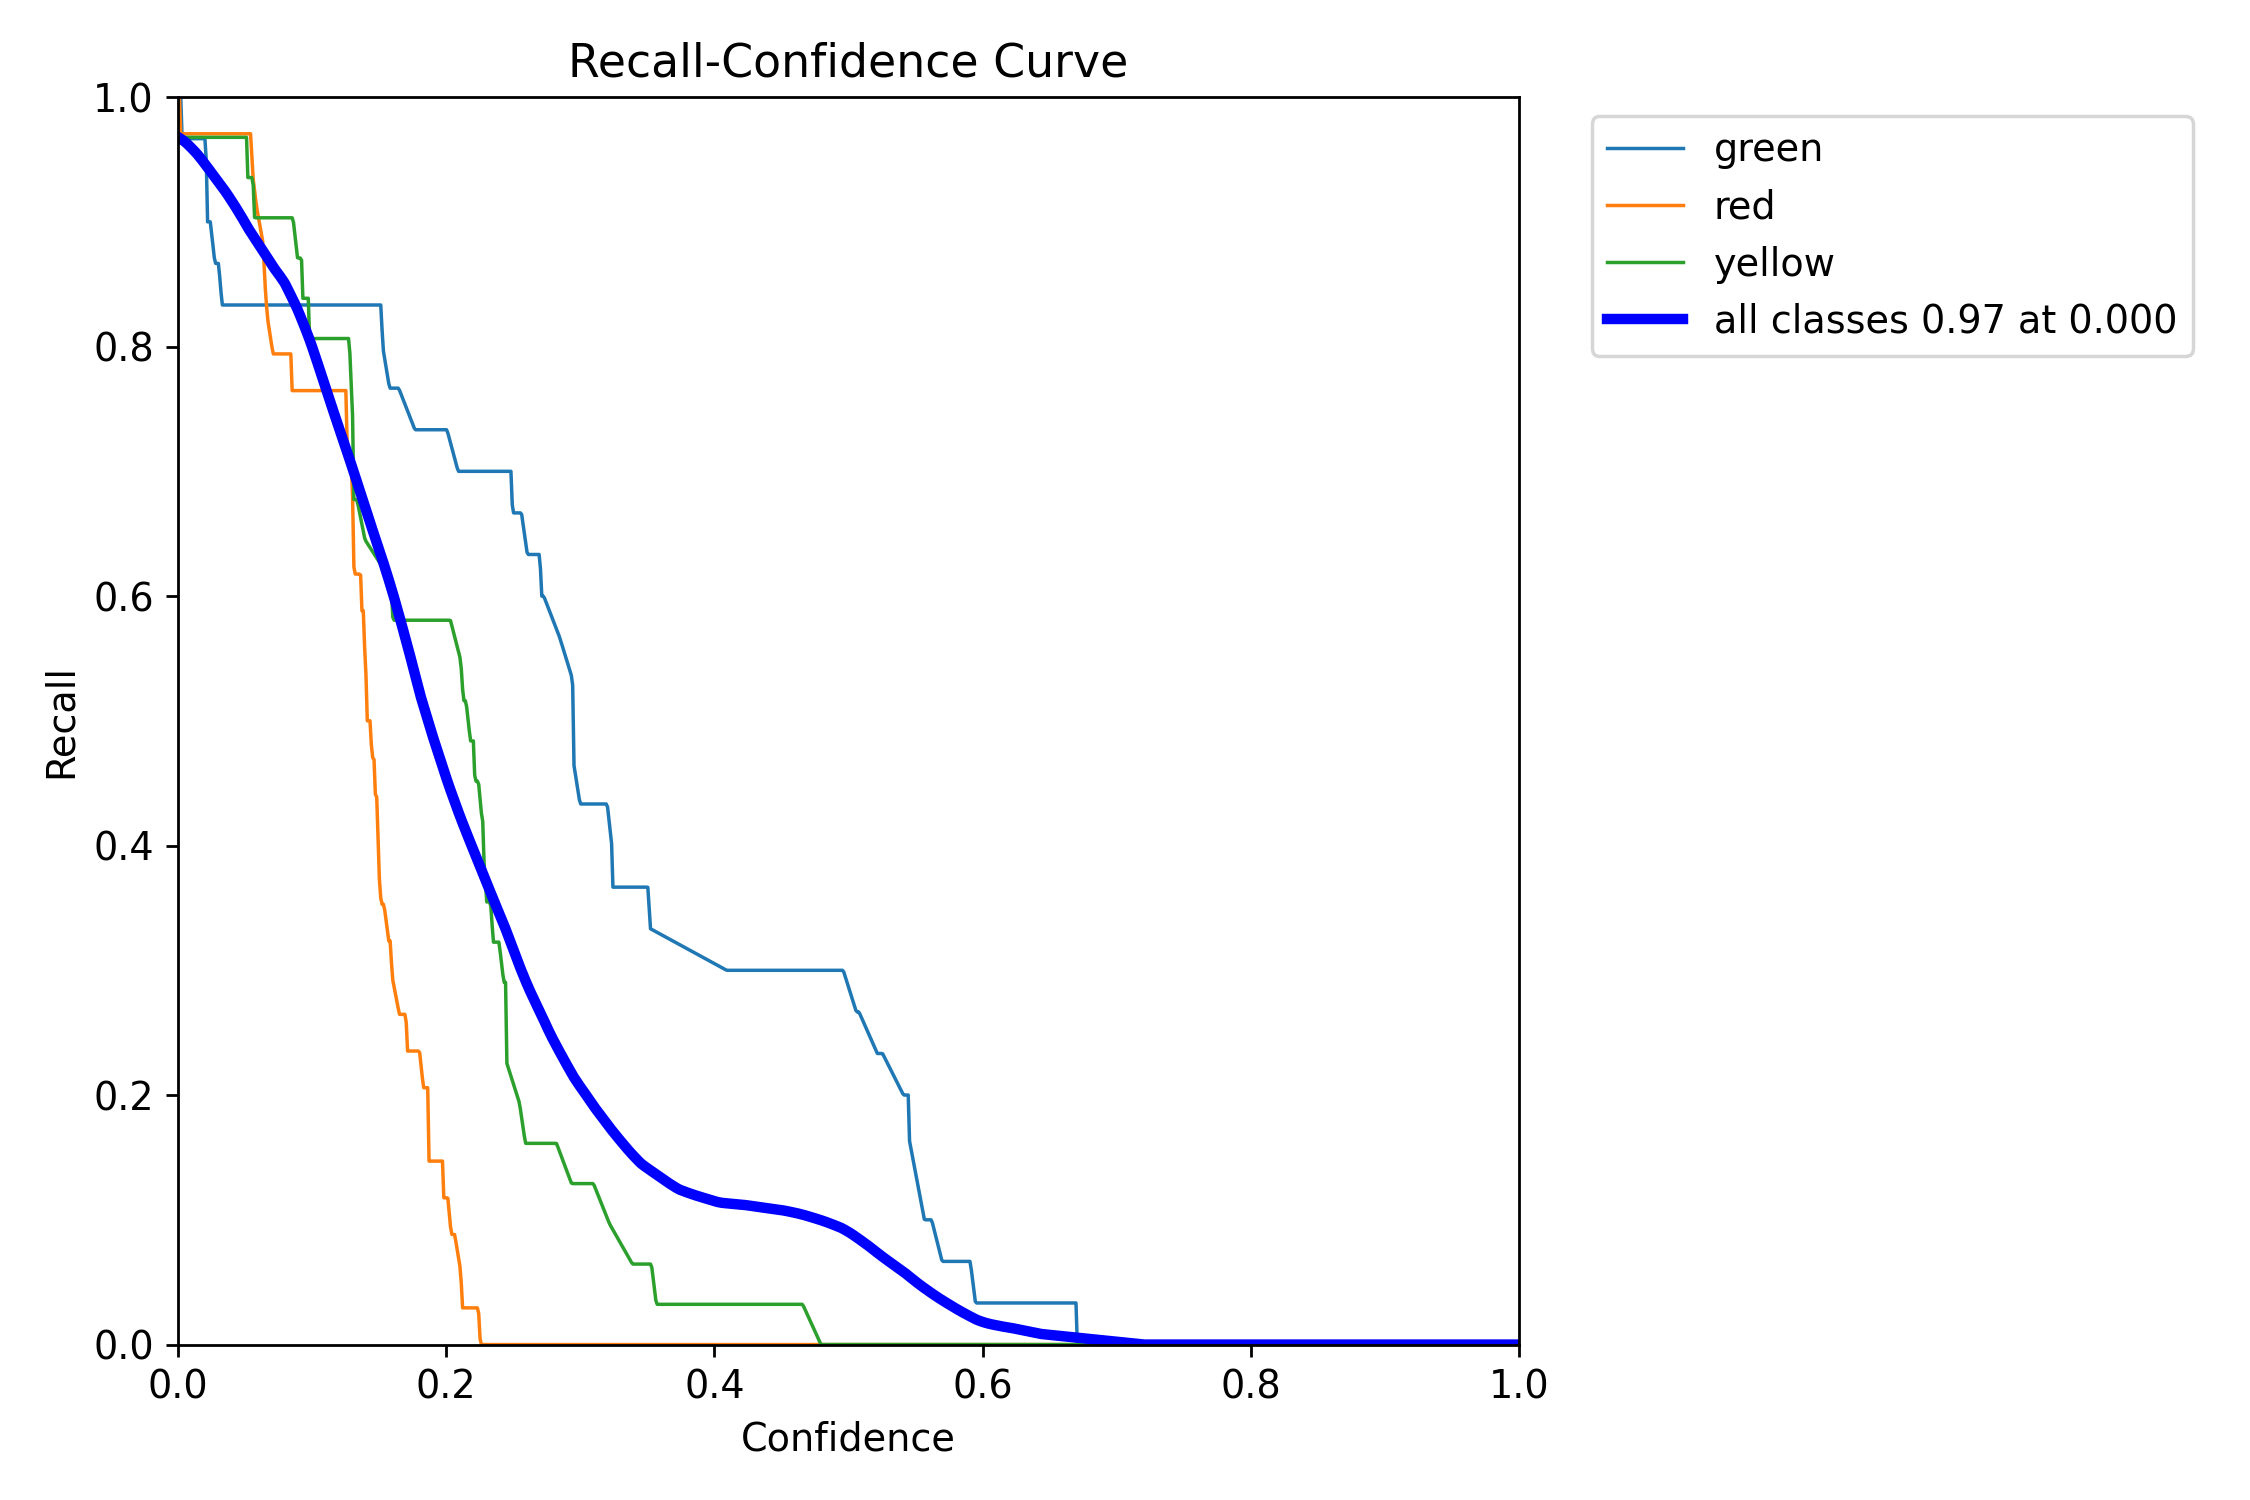 Recall-Confidence Curve
1.0
0.8
0.6
0.4
0.2
0.0
Recall
0.0 0.2 0.4 0.6 0.8 1.0
Confidence
green
red
yellow
all classes 0.97 at 0.000